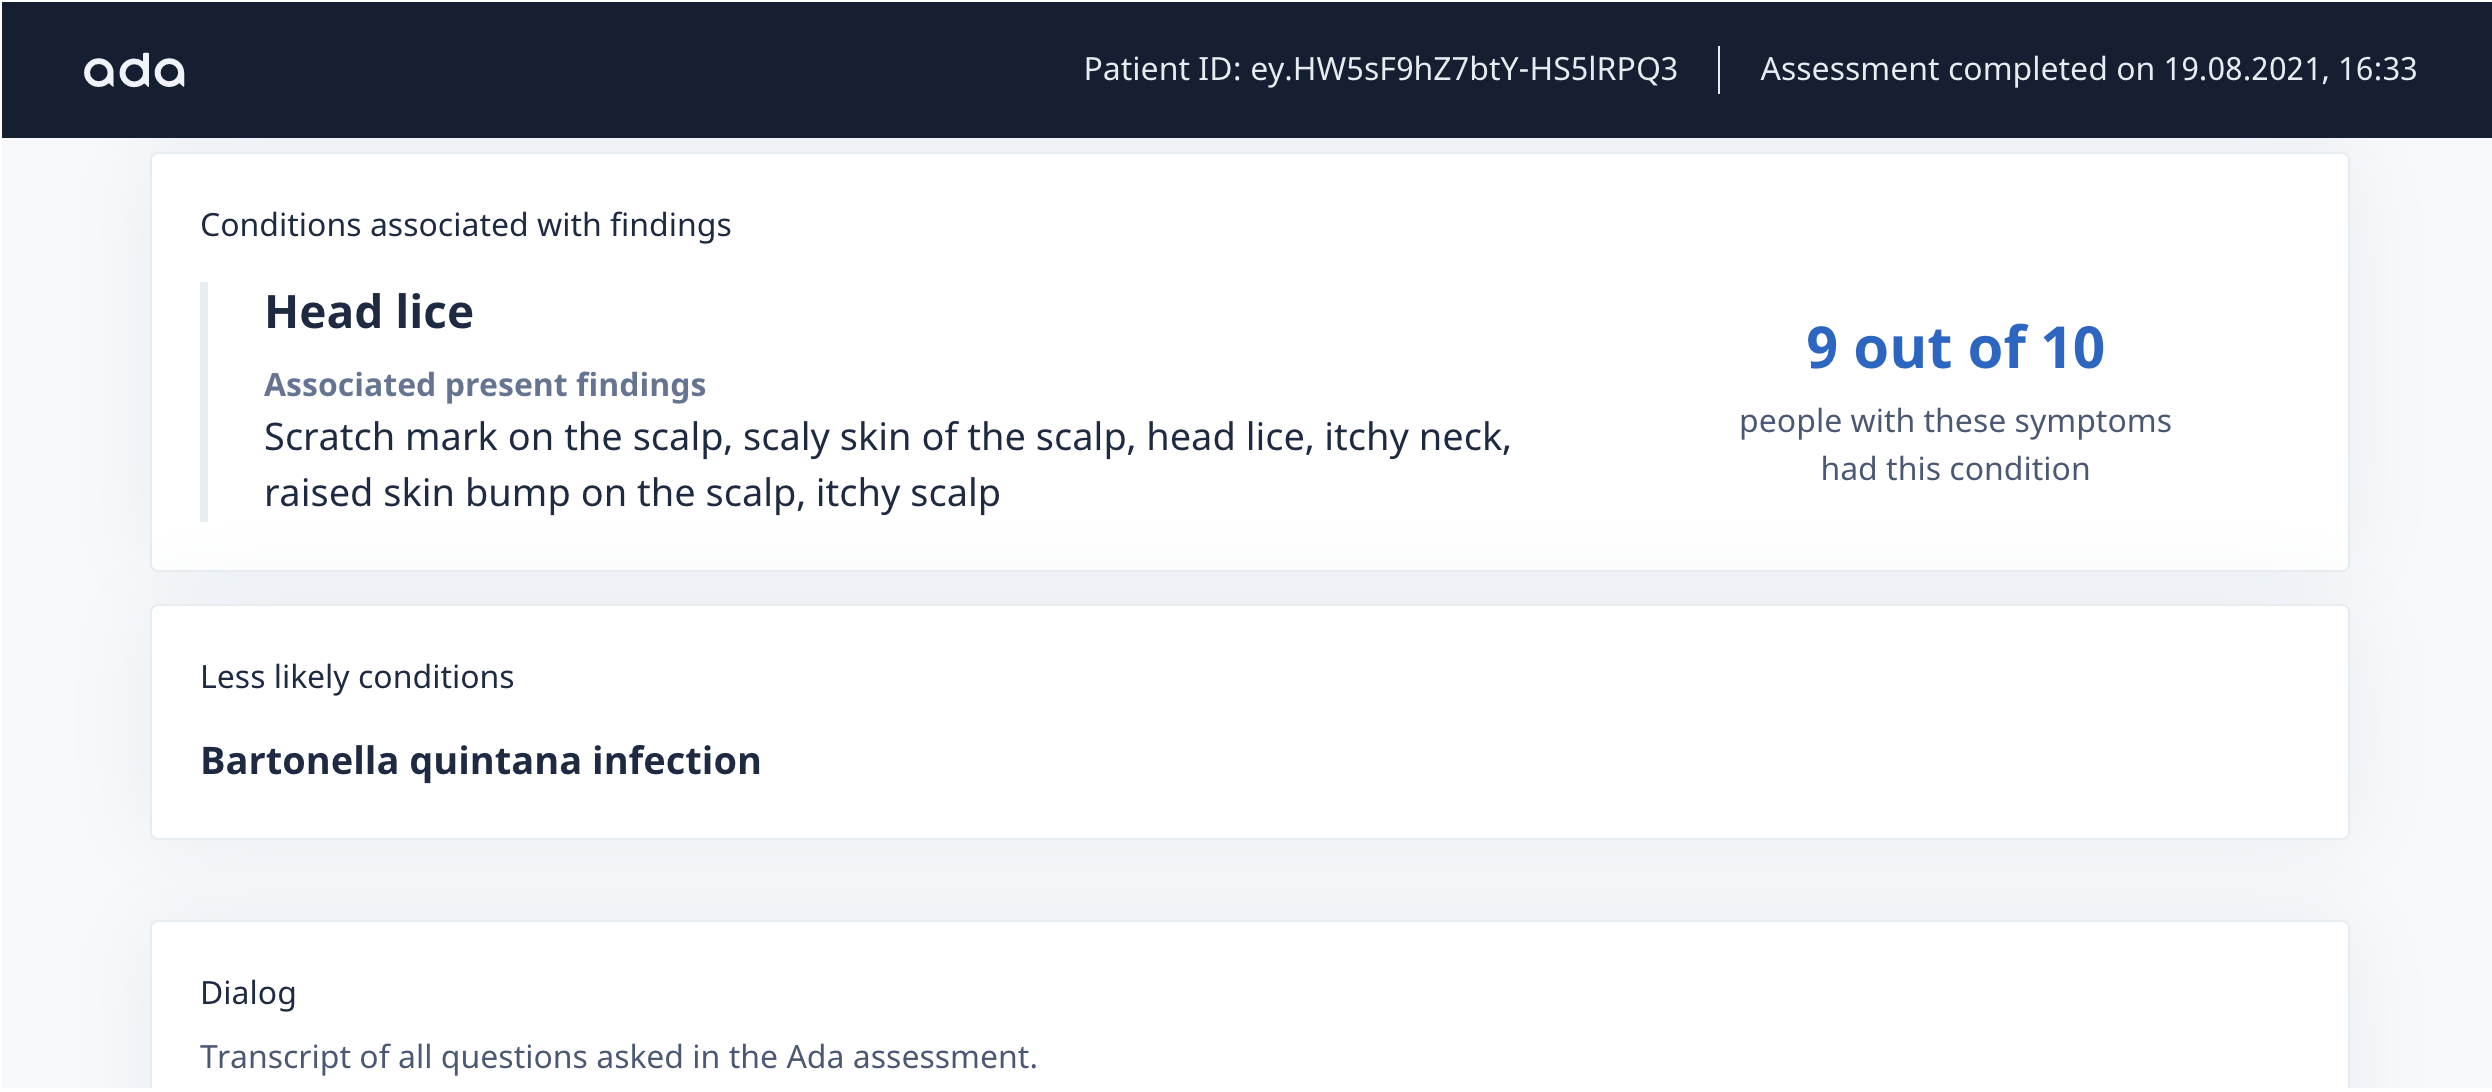 ada
Patient ID: ey.HW5sF9hZ7btY-HS5lRPQ3
Assessment completed on 19.08.2021, 16:33
Conditions associated with findings
Head lice
Associated present findings
Scratch mark on the scalp, scaly skin of the scalp, head lice, itchy neck,
raised skin bump on the scalp, itchy scalp
9 out of 10
people with these symptoms
had this condition
Less likely conditions
Bartonella quintana infection
Dialog
Transcript of all questions asked in the Ada assessment.